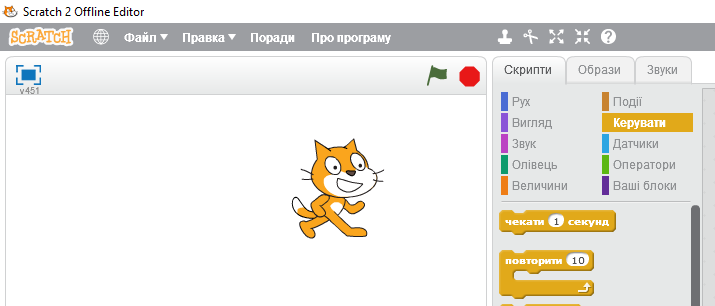 Scratch 2 Offline Editor
SCRATCH Файл Правка Поради Про програму ?
v451
Скрипти Образи Звуки
Рух Події
Вигляд Керувати
Звук Датчики
Олівець Оператори
Величини Ваші блоки
чекати 1 секунд
повторити 10